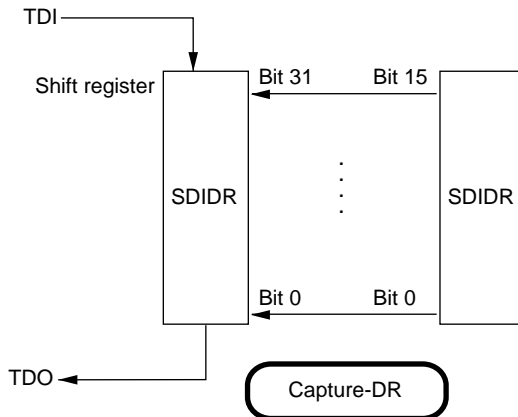 TDI
Shift register
Bit 31 Bit 15
SDIDR SDIDR
Bit 0 Bit 0
TDO
Capture-DR